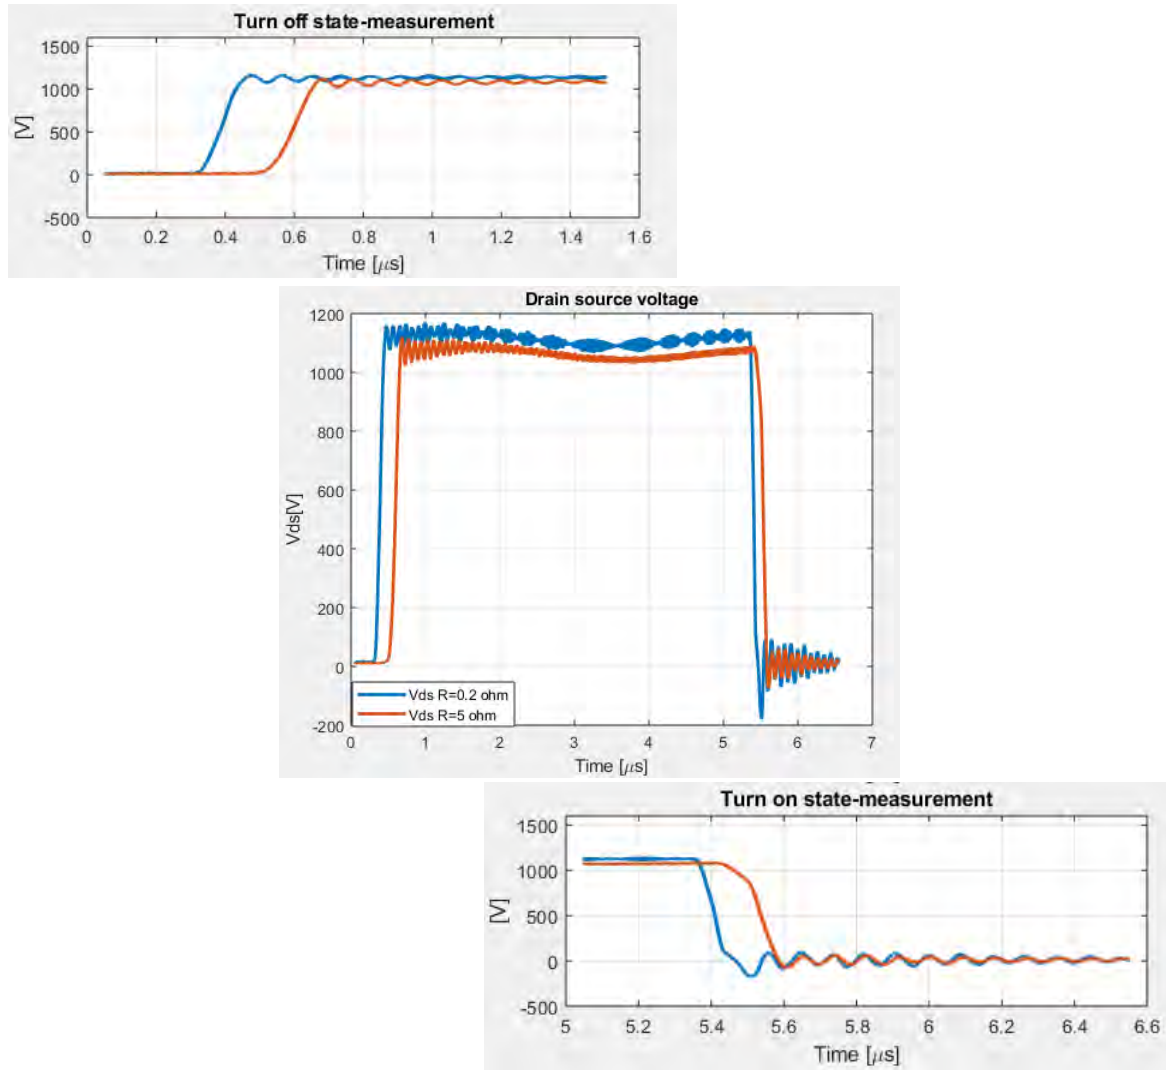 Turn off state-measurement
1500
1000
500
0
-500
[V]
0 0.2 0.4 0.6 0.8 1 1.2 1.4 1.6
Time [μs]
Drain source voltage
1200
1000
800
600
400
200
0
-200
Vds[V]
Vds R=0.2 ohm
Vds R=5 ohm
0 1 2 3 4 5 6 7
Time [μs]
Turn on state-measurement
1500
1000
500
0
-500
[V]
5 5.2 5.4 5.6 5.8 6 6.2 6.4 6.6
Time [μs]